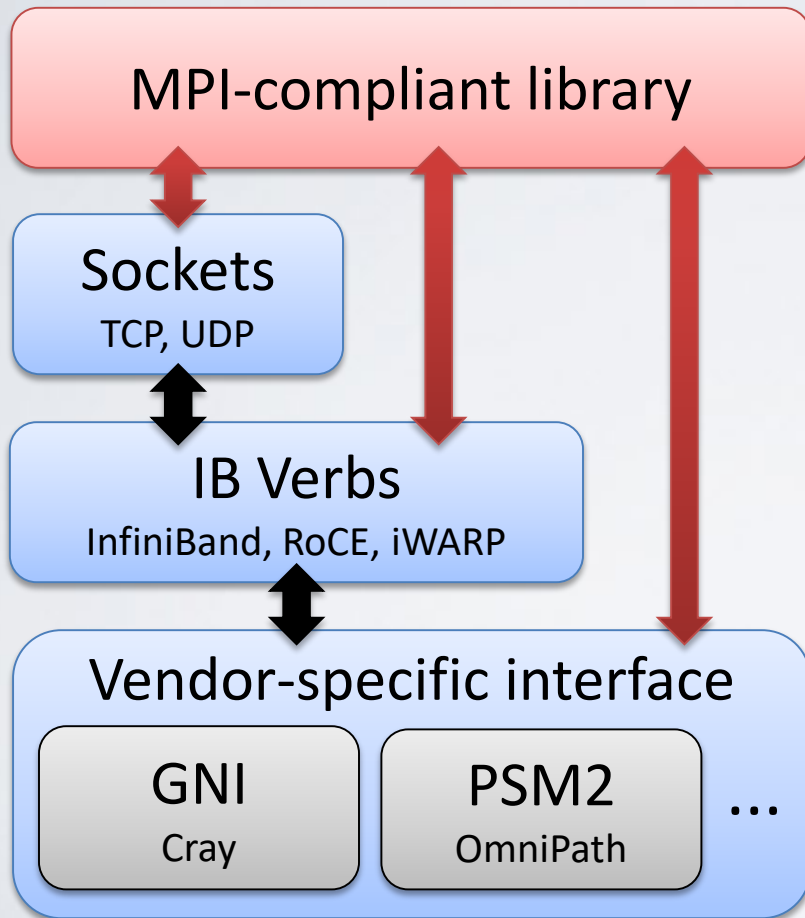 MPI-compliant library
Sockets
TCP, UDP
IB Verbs
InfiniBand, RoCE, iWARP
Vendor-specific interface
GNI
Cray
PSM2
OmniPath
...